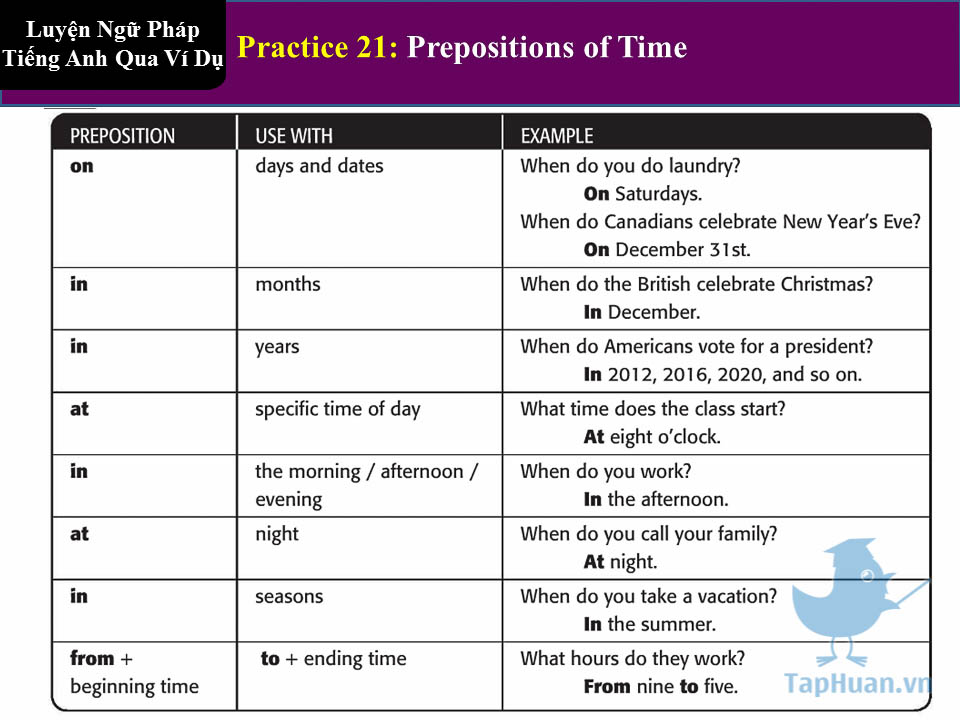 Luyện Ngữ Pháp
Tiếng Anh Qua Ví Dụ
Practice 21: Prepositions of Time
PREPOSITION USE WITH EXAMPLE
on days and dates When do you do laundry?
On Saturdays.
When do Canadians celebrate New Year's Eve?
On December 31st.
in months When do the British celebrate Christmas?
In December.
in years When do Americans vote for a president?
In 2012, 2016, 2020, and so on.
at specific time of day What time does the class start?
At eight o'clock.
in the morning / afternoon / When do you work?
evening In the afternoon.
at night When do you call your family?
At night.
in seasons When do you take a vacation?
In the summer.
from + to + ending time What hours do they work?
beginning time From nine to five.
TapHuan.vn